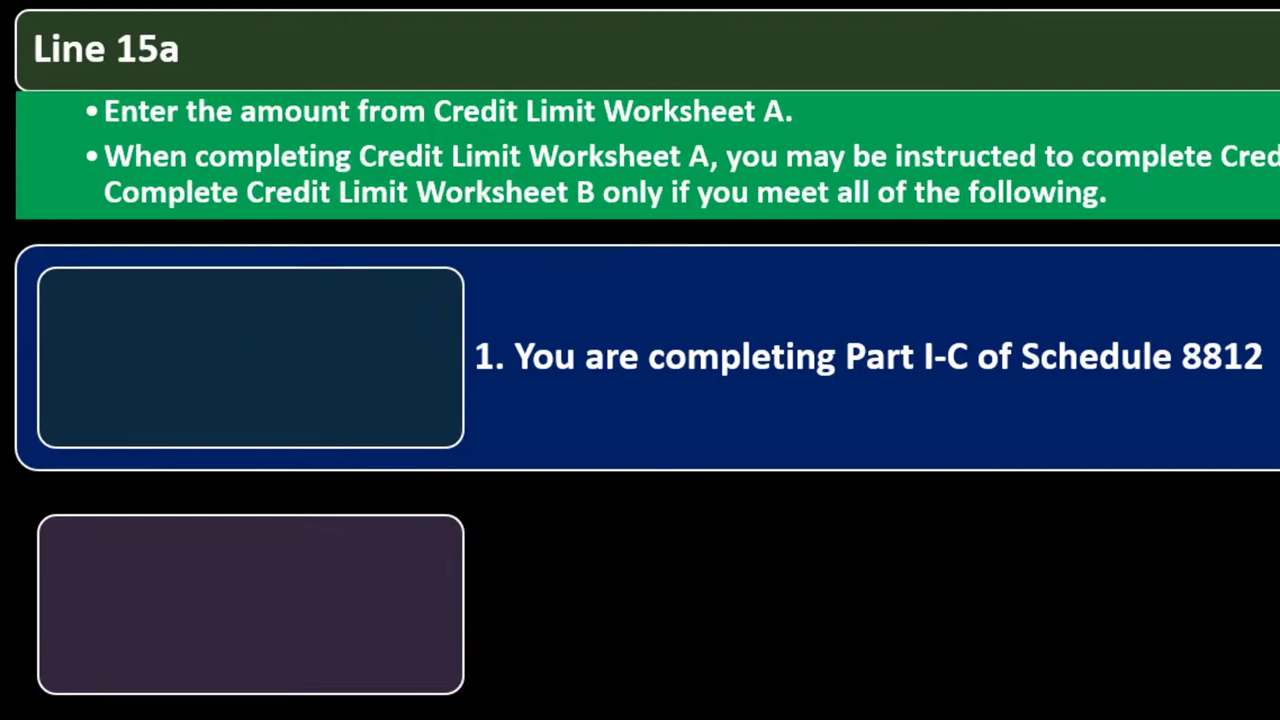 Line 15a
• Enter the amount from Credit Limit Worksheet A.
• When completing Credit Limit Worksheet A, you may be instructed to complete
Complete Credit Limit Worksheet B only if you meet all of the following.
1. You are completing Part I-C of Schedule 8812